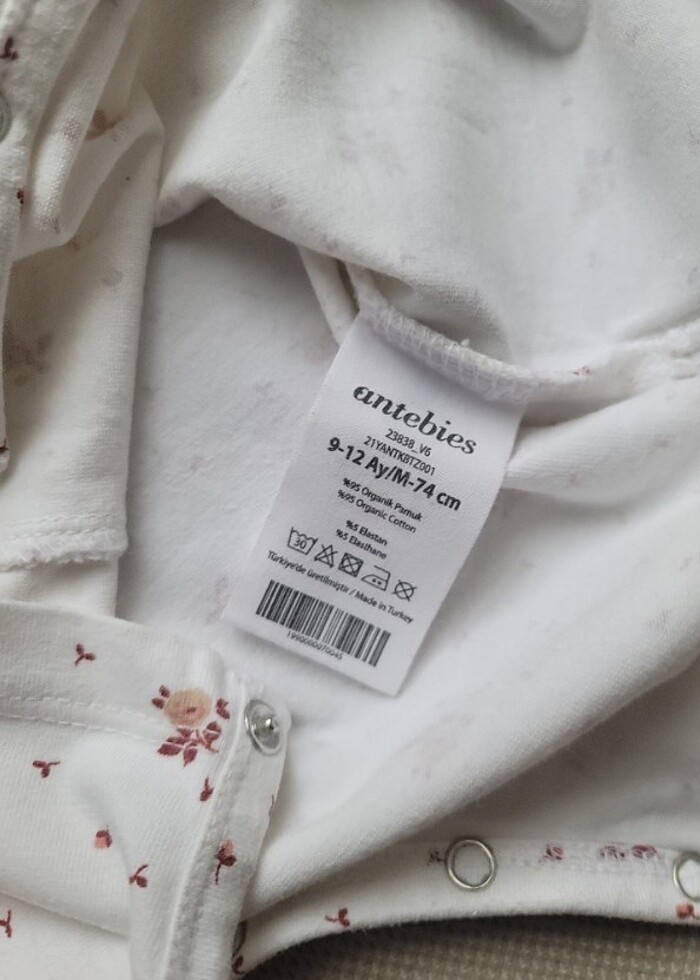 antebies
23838_V6
21YANTKBTZ001
9-12 Ay/M-74 cm
%95 Organik Pamuk
%95 Organic Cotton
%5 Elastan
%5 Elasthane
30
Türkiye'de üretilmiştir / Made in Turkey